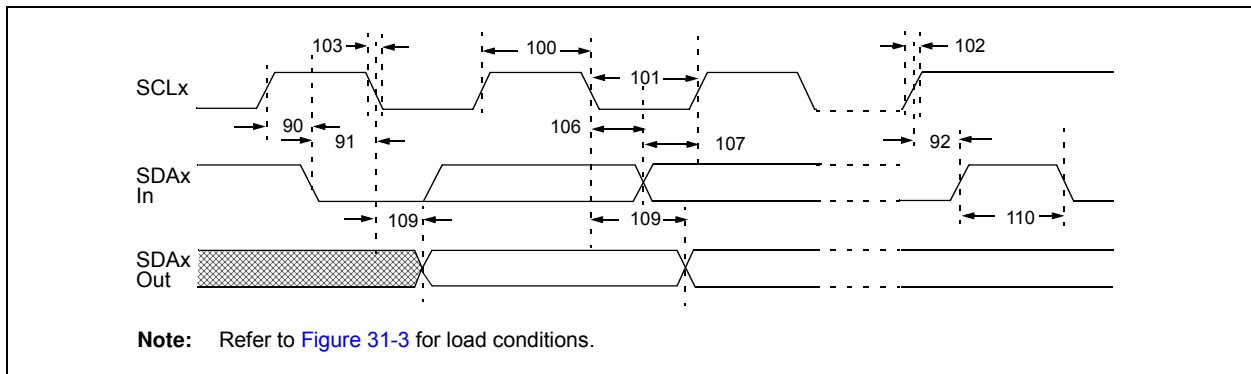 103
100
102
SCLx
101
90
91
106
107
92
SDAx
In
109
109
110
SDAx
Out
Note: Refer to Figure 31-3 for load conditions.